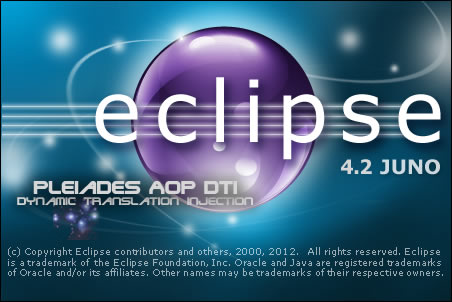 eclipse
4.2 JUNO
PLEIADES AOP DTI
DYNAMIC TRANSLATION INJECTION
(c) Copyright Eclipse contributors and others, 2000, 2012.   All rights reserved. Eclipse
is a trademark of the Eclipse Foundation, Inc. Oracle and Java are registered trademarks
of Oracle and/or its affiliates. Other names may be trademarks of their respective owners.